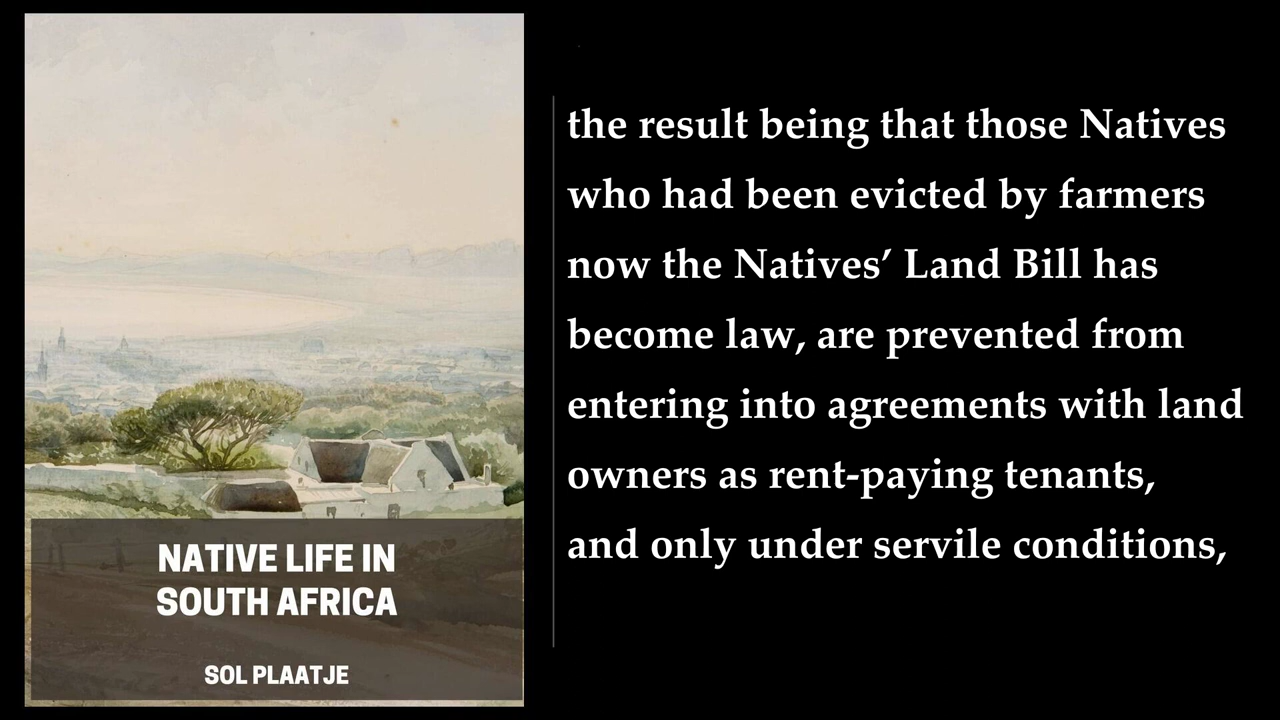 NATIVE LIFE IN
SOUTH AFRICA
SOL PLAATJE
the result being that those Natives
who had been evicted by farmers
now the Natives’ Land Bill has
become law, are prevented from
entering into agreements with land
owners as rent-paying tenants,
and only under servile conditions,